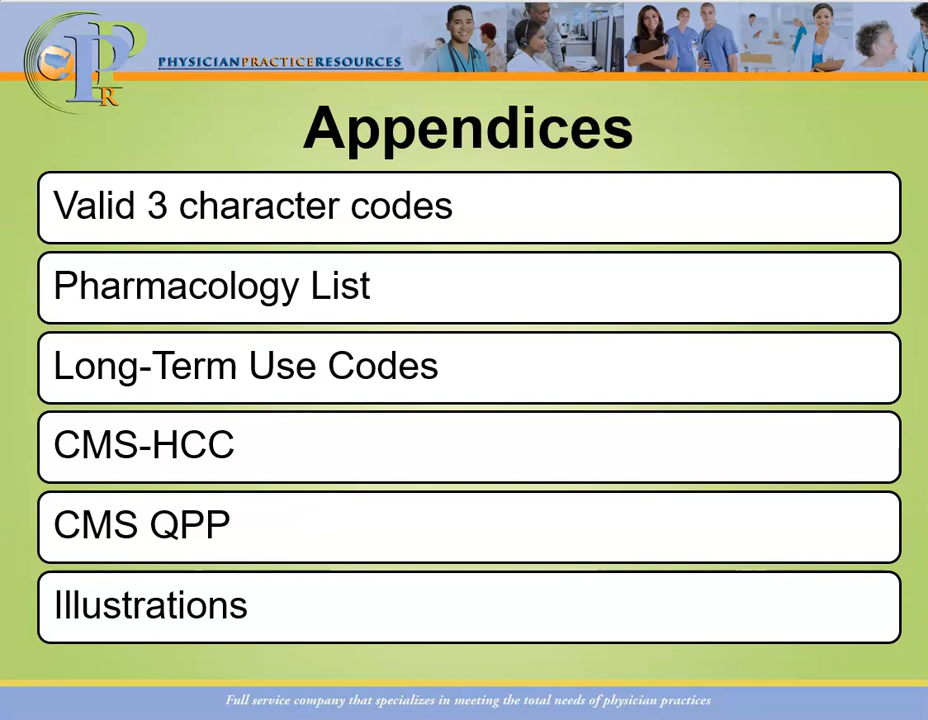 PPR
PHYSICIANPRACTICERESOURCES
Appendices
Valid 3 character codes
Pharmacology List
Long-Term Use Codes
CMS-HCC
CMS QPP
Illustrations
Full service company that specializes in meeting the total needs of physician practices